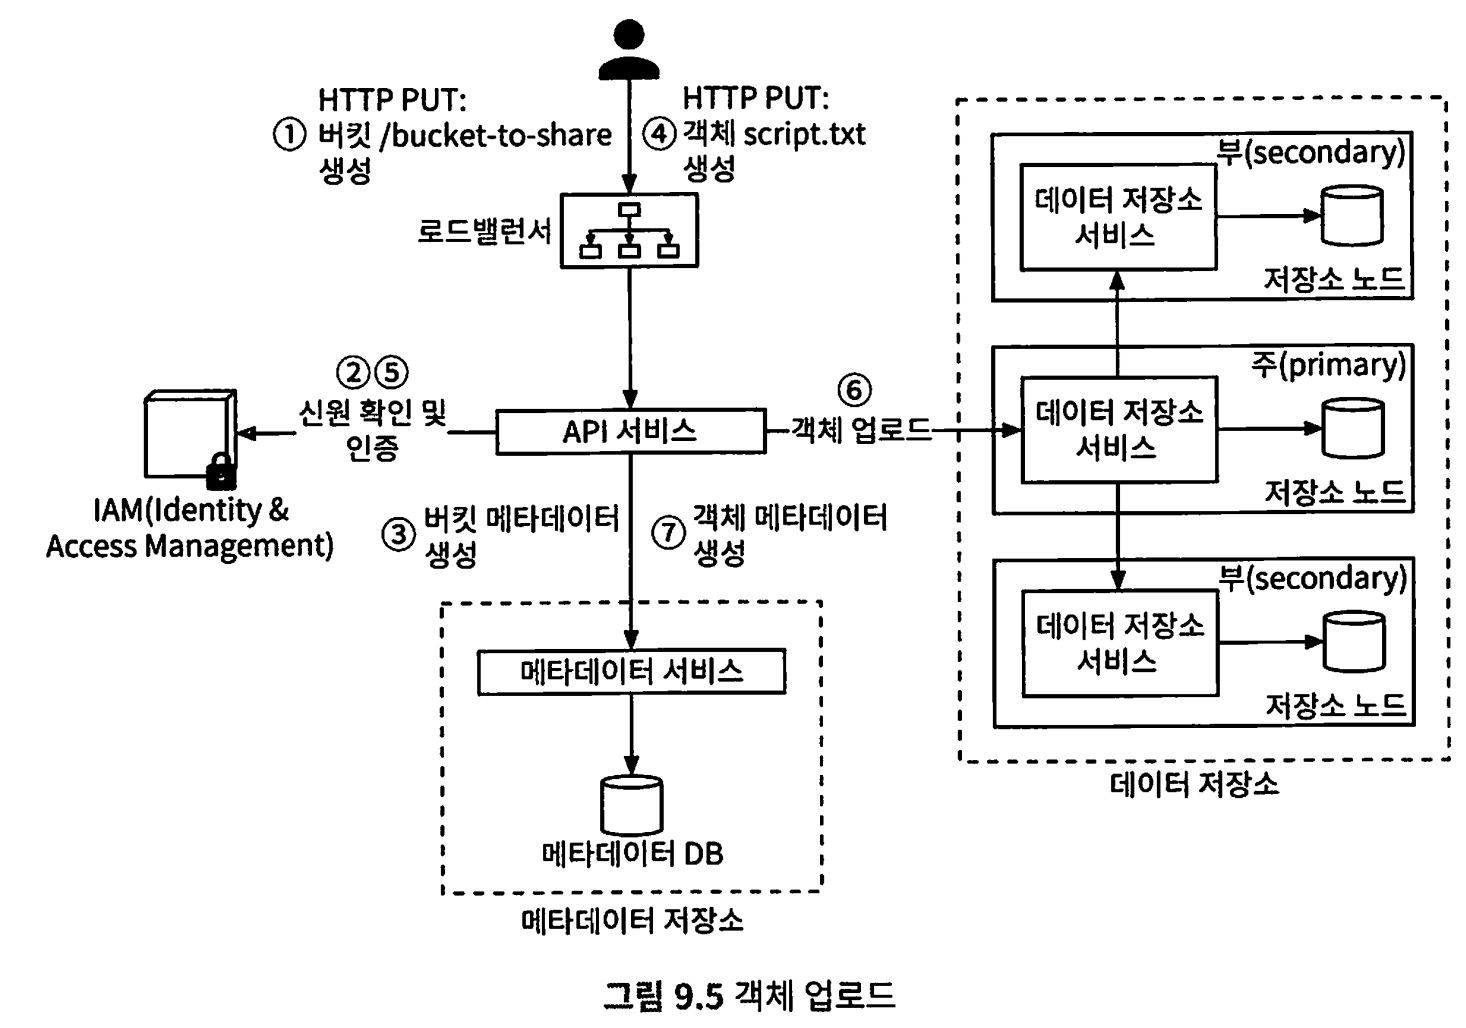 HTTP PUT:
① 버킷 /bucket-to-share
생성
HTTP PUT:
④ 객체 script.txt
생성
로드밸런서
②⑤
신원 확인 및
인증
API 서비스
⑥
객체 업로드
IAM(Identity &
Access Management)
③ 버킷 메타데이터
생성
⑦ 객체 메타데이터
생성
메타데이터 서비스
메타데이터 DB
메타데이터 저장소
부(secondary)
데이터 저장소
서비스
저장소 노드
주(primary)
데이터 저장소
서비스
저장소 노드
부(secondary)
데이터 저장소
서비스
저장소 노드
데이터 저장소
그림 9.5 객체 업로드